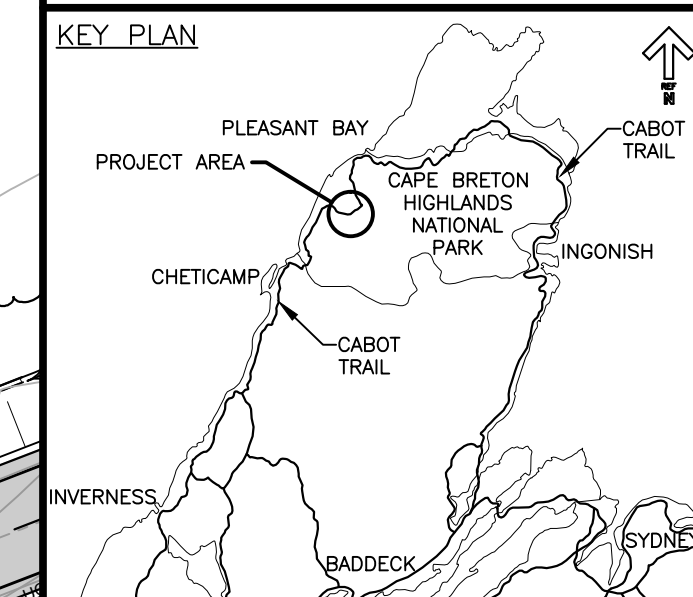 KEY PLAN
REF
N
PLEASANT BAY
CABOT
TRAIL
PROJECT AREA
CAPE BRETON
HIGHLANDS
NATIONAL
PARK
INGONISH
CHETICAMP
CABOT
TRAIL
INVERNESS
SYDNEY
BADDECK